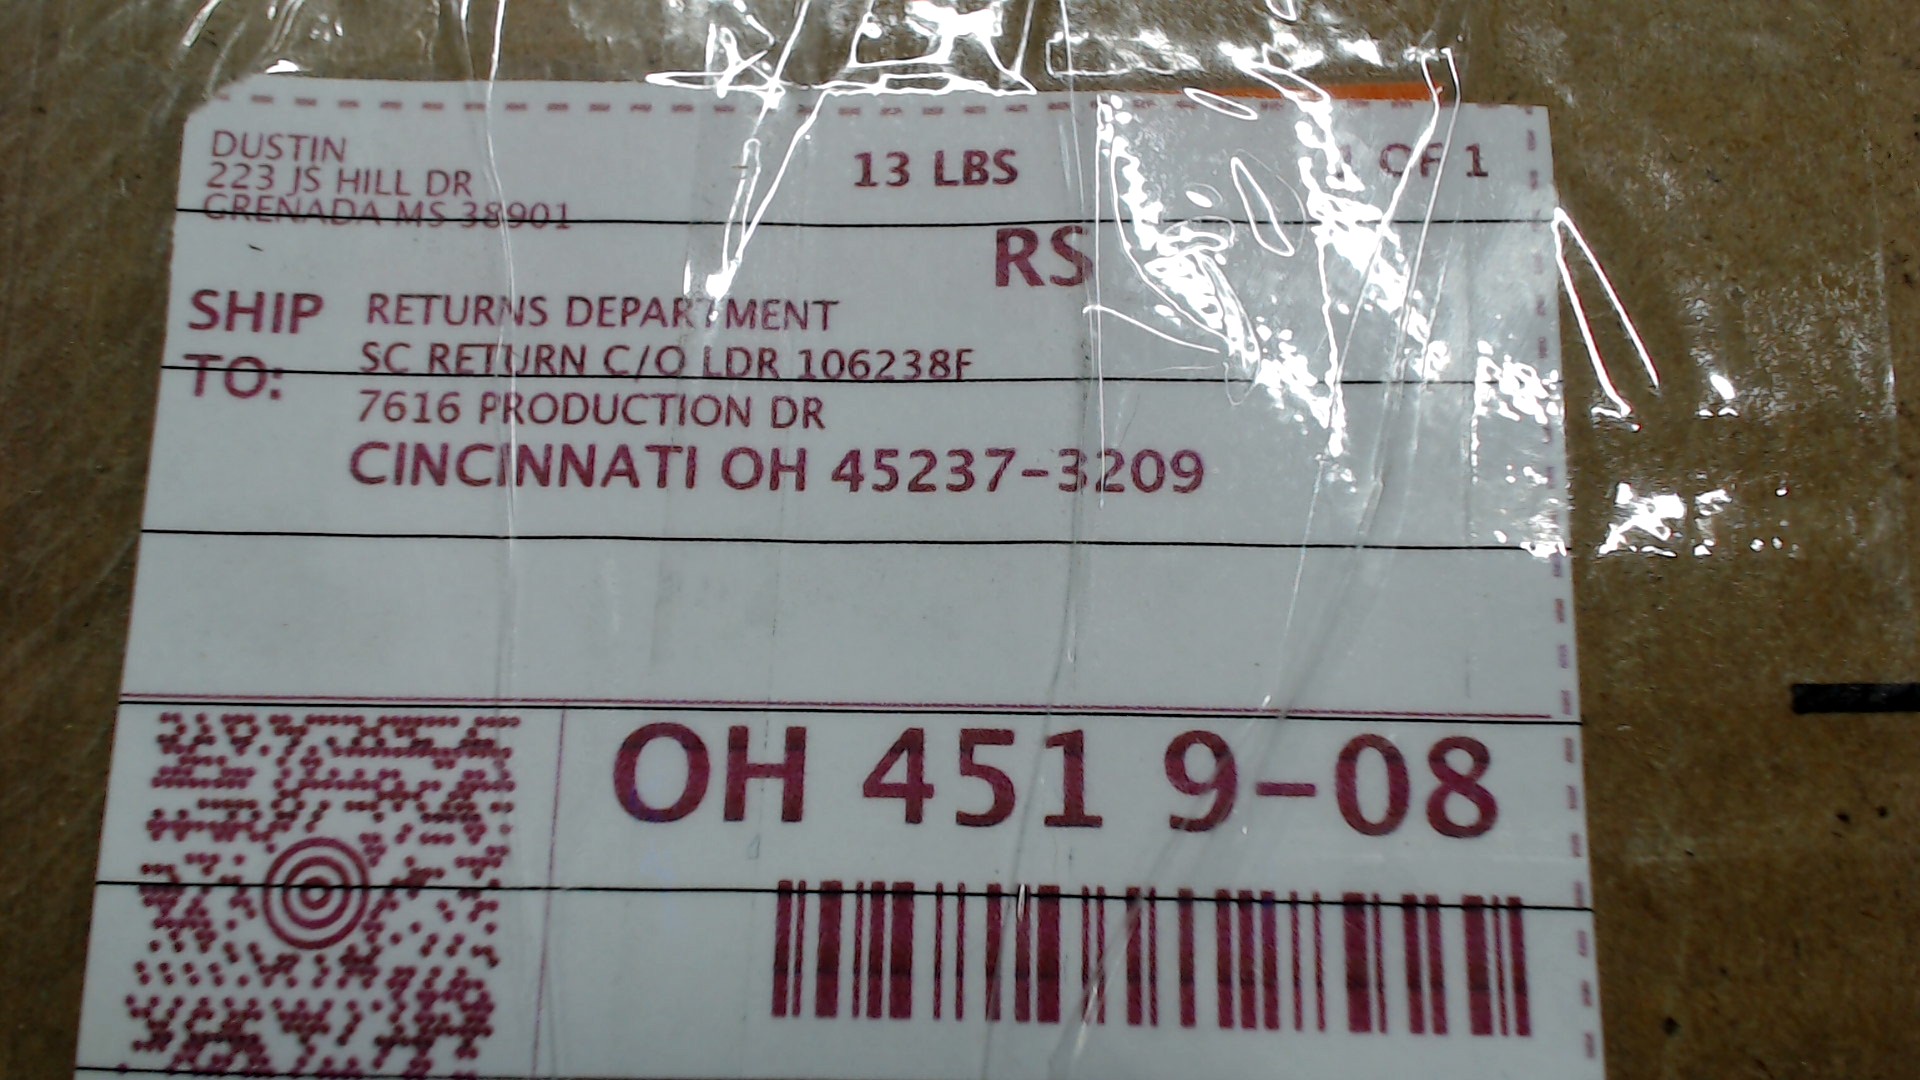 DUSTIN
223 JS HILL DR
GRENADA MS 38901
13 LBS
1 OF 1
RS
SHIP TO:
RETURNS DEPARTMENT
SC RETURN C/O LDR 106238F
7616 PRODUCTION DR
CINCINNATI OH 45237-3209
OH 451 9-08